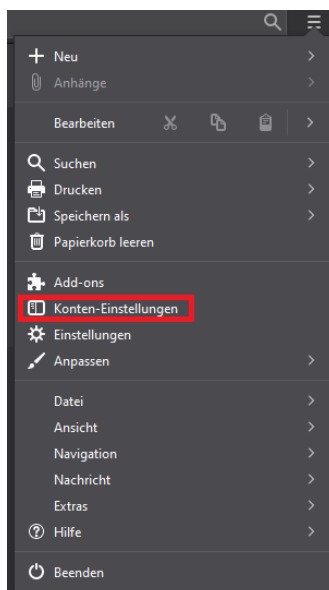 Neu
Anhänge
Bearbeiten
Suchen
Drucken
Speichern als
Papierkorb leeren
Add-ons
Konten-Einstellungen
Einstellungen
Anpassen
Datei
Ansicht
Navigation
Nachricht
Extras
Hilfe
Beenden